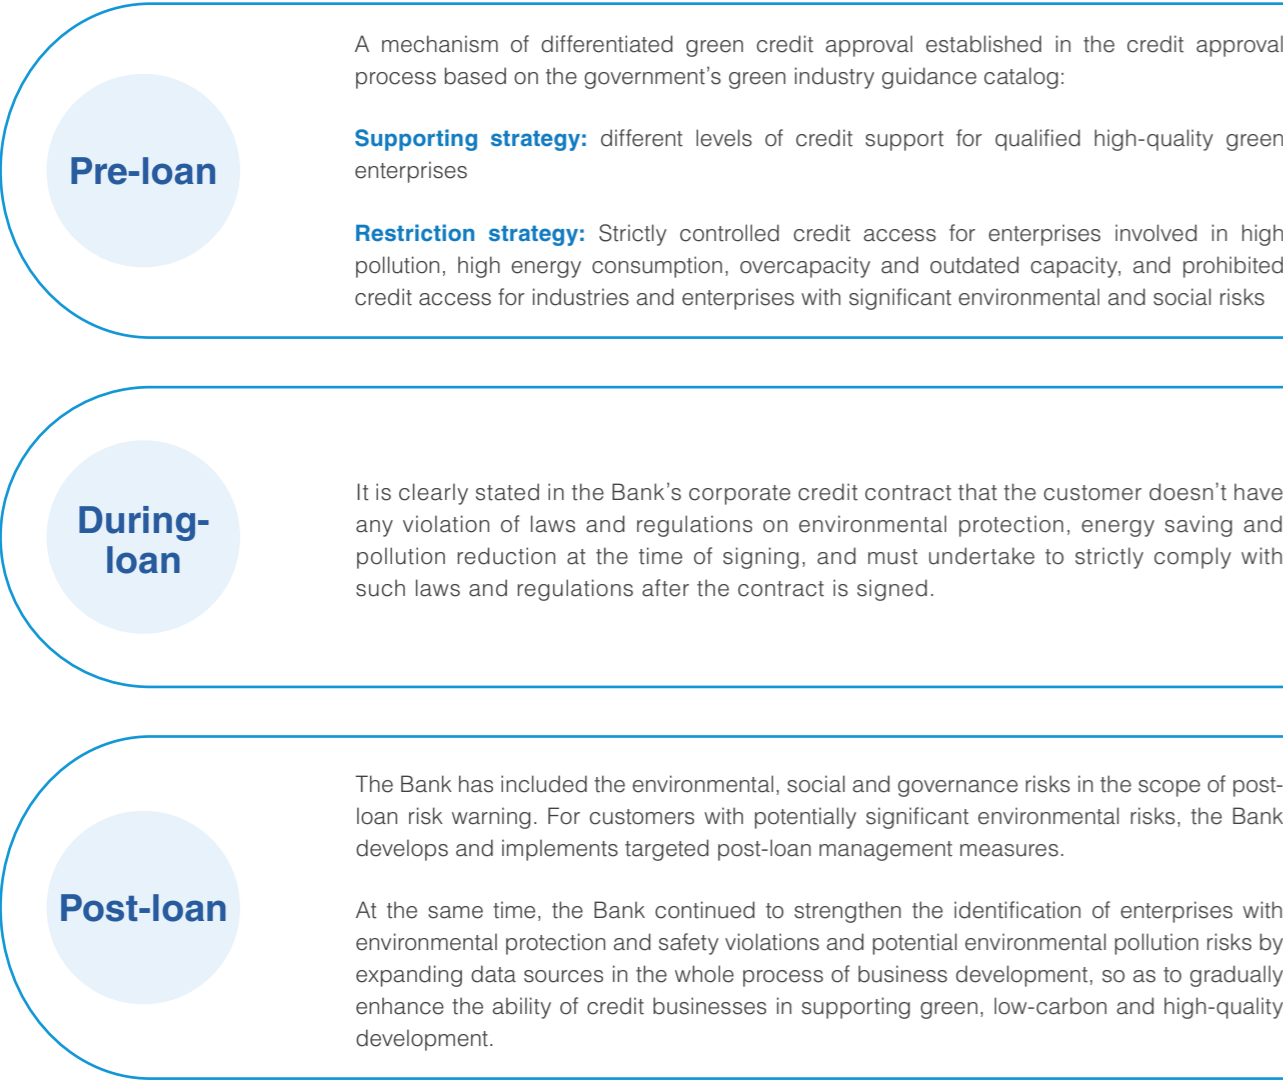 Pre-loan
A mechanism of differentiated green credit approval established in the credit approval
process based on the government's green industry guidance catalog:
Supporting strategy: different levels of credit support for qualified high-quality green
enterprises
Restriction strategy: Strictly controlled credit access for enterprises involved in high
pollution, high energy consumption, overcapacity and outdated capacity, and prohibited
credit access for industries and enterprises with significant environmental and social risks
During-
loan
It is clearly stated in the Bank's corporate credit contract that the customer doesn't have
any violation of laws and regulations on environmental protection, energy saving and
pollution reduction at the time of signing, and must undertake to strictly comply with
such laws and regulations after the contract is signed.
Post-loan
The Bank has included the environmental, social and governance risks in the scope of post-
loan risk warning. For customers with potentially significant environmental risks, the Bank
develops and implements targeted post-loan management measures.
At the same time, the Bank continued to strengthen the identification of enterprises with
environmental protection and safety violations and potential environmental pollution risks by
expanding data sources in the whole process of business development, so as to gradually
enhance the ability of credit businesses in supporting green, low-carbon and high-quality
development.